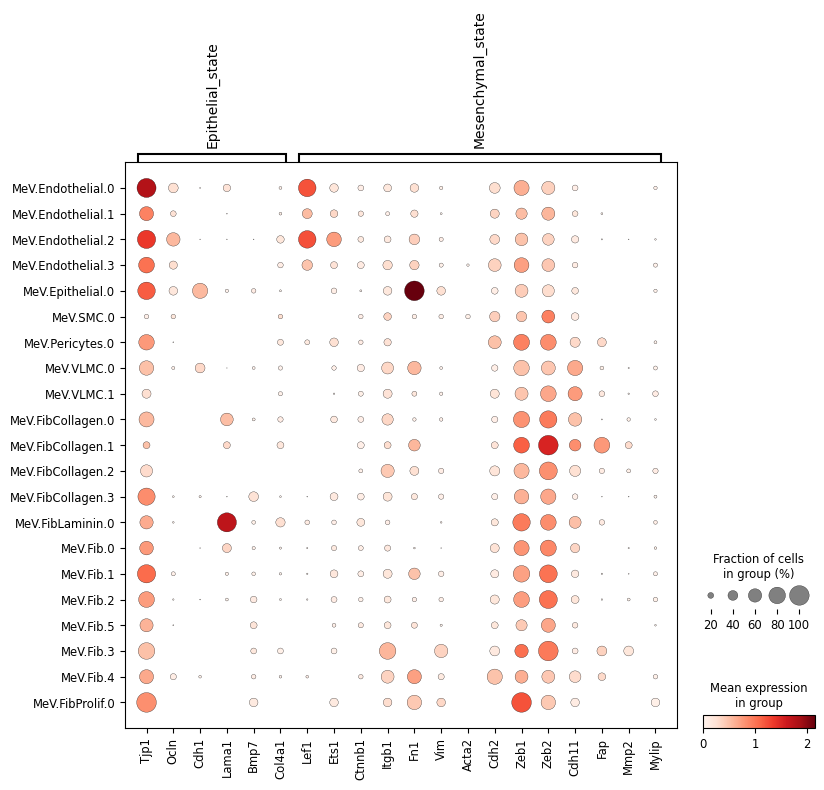 Epithelial_state
Mesenchymal_state
MeV.Endothelial.0
MeV.Endothelial.1
MeV.Endothelial.2
MeV.Endothelial.3
MeV.Epithelial.0
MeV.SMC.0
MeV.Pericytes.0
MeV.VLMC.0
MeV.VLMC.1
MeV.FibCollagen.0
MeV.FibCollagen.1
MeV.FibCollagen.2
MeV.FibCollagen.3
MeV.FibLaminin.0
MeV.Fib.0
MeV.Fib.1
MeV.Fib.2
MeV.Fib.5
MeV.Fib.3
MeV.Fib.4
MeV.FibProlif.0
Tjp1
Ocln
Cdh1
Lama1
Bmp7
Col4a1
Lef1
Ets1
Ctnnb1
Itgb1
Fn1
Vim
Acta2
Cdh2
Zeb1
Zeb2
Cdh11
Fap
Mmp2
Mylip
Fraction of cells
in group (%)
20 40 60 80 100
Mean expression
in group
0 1 2